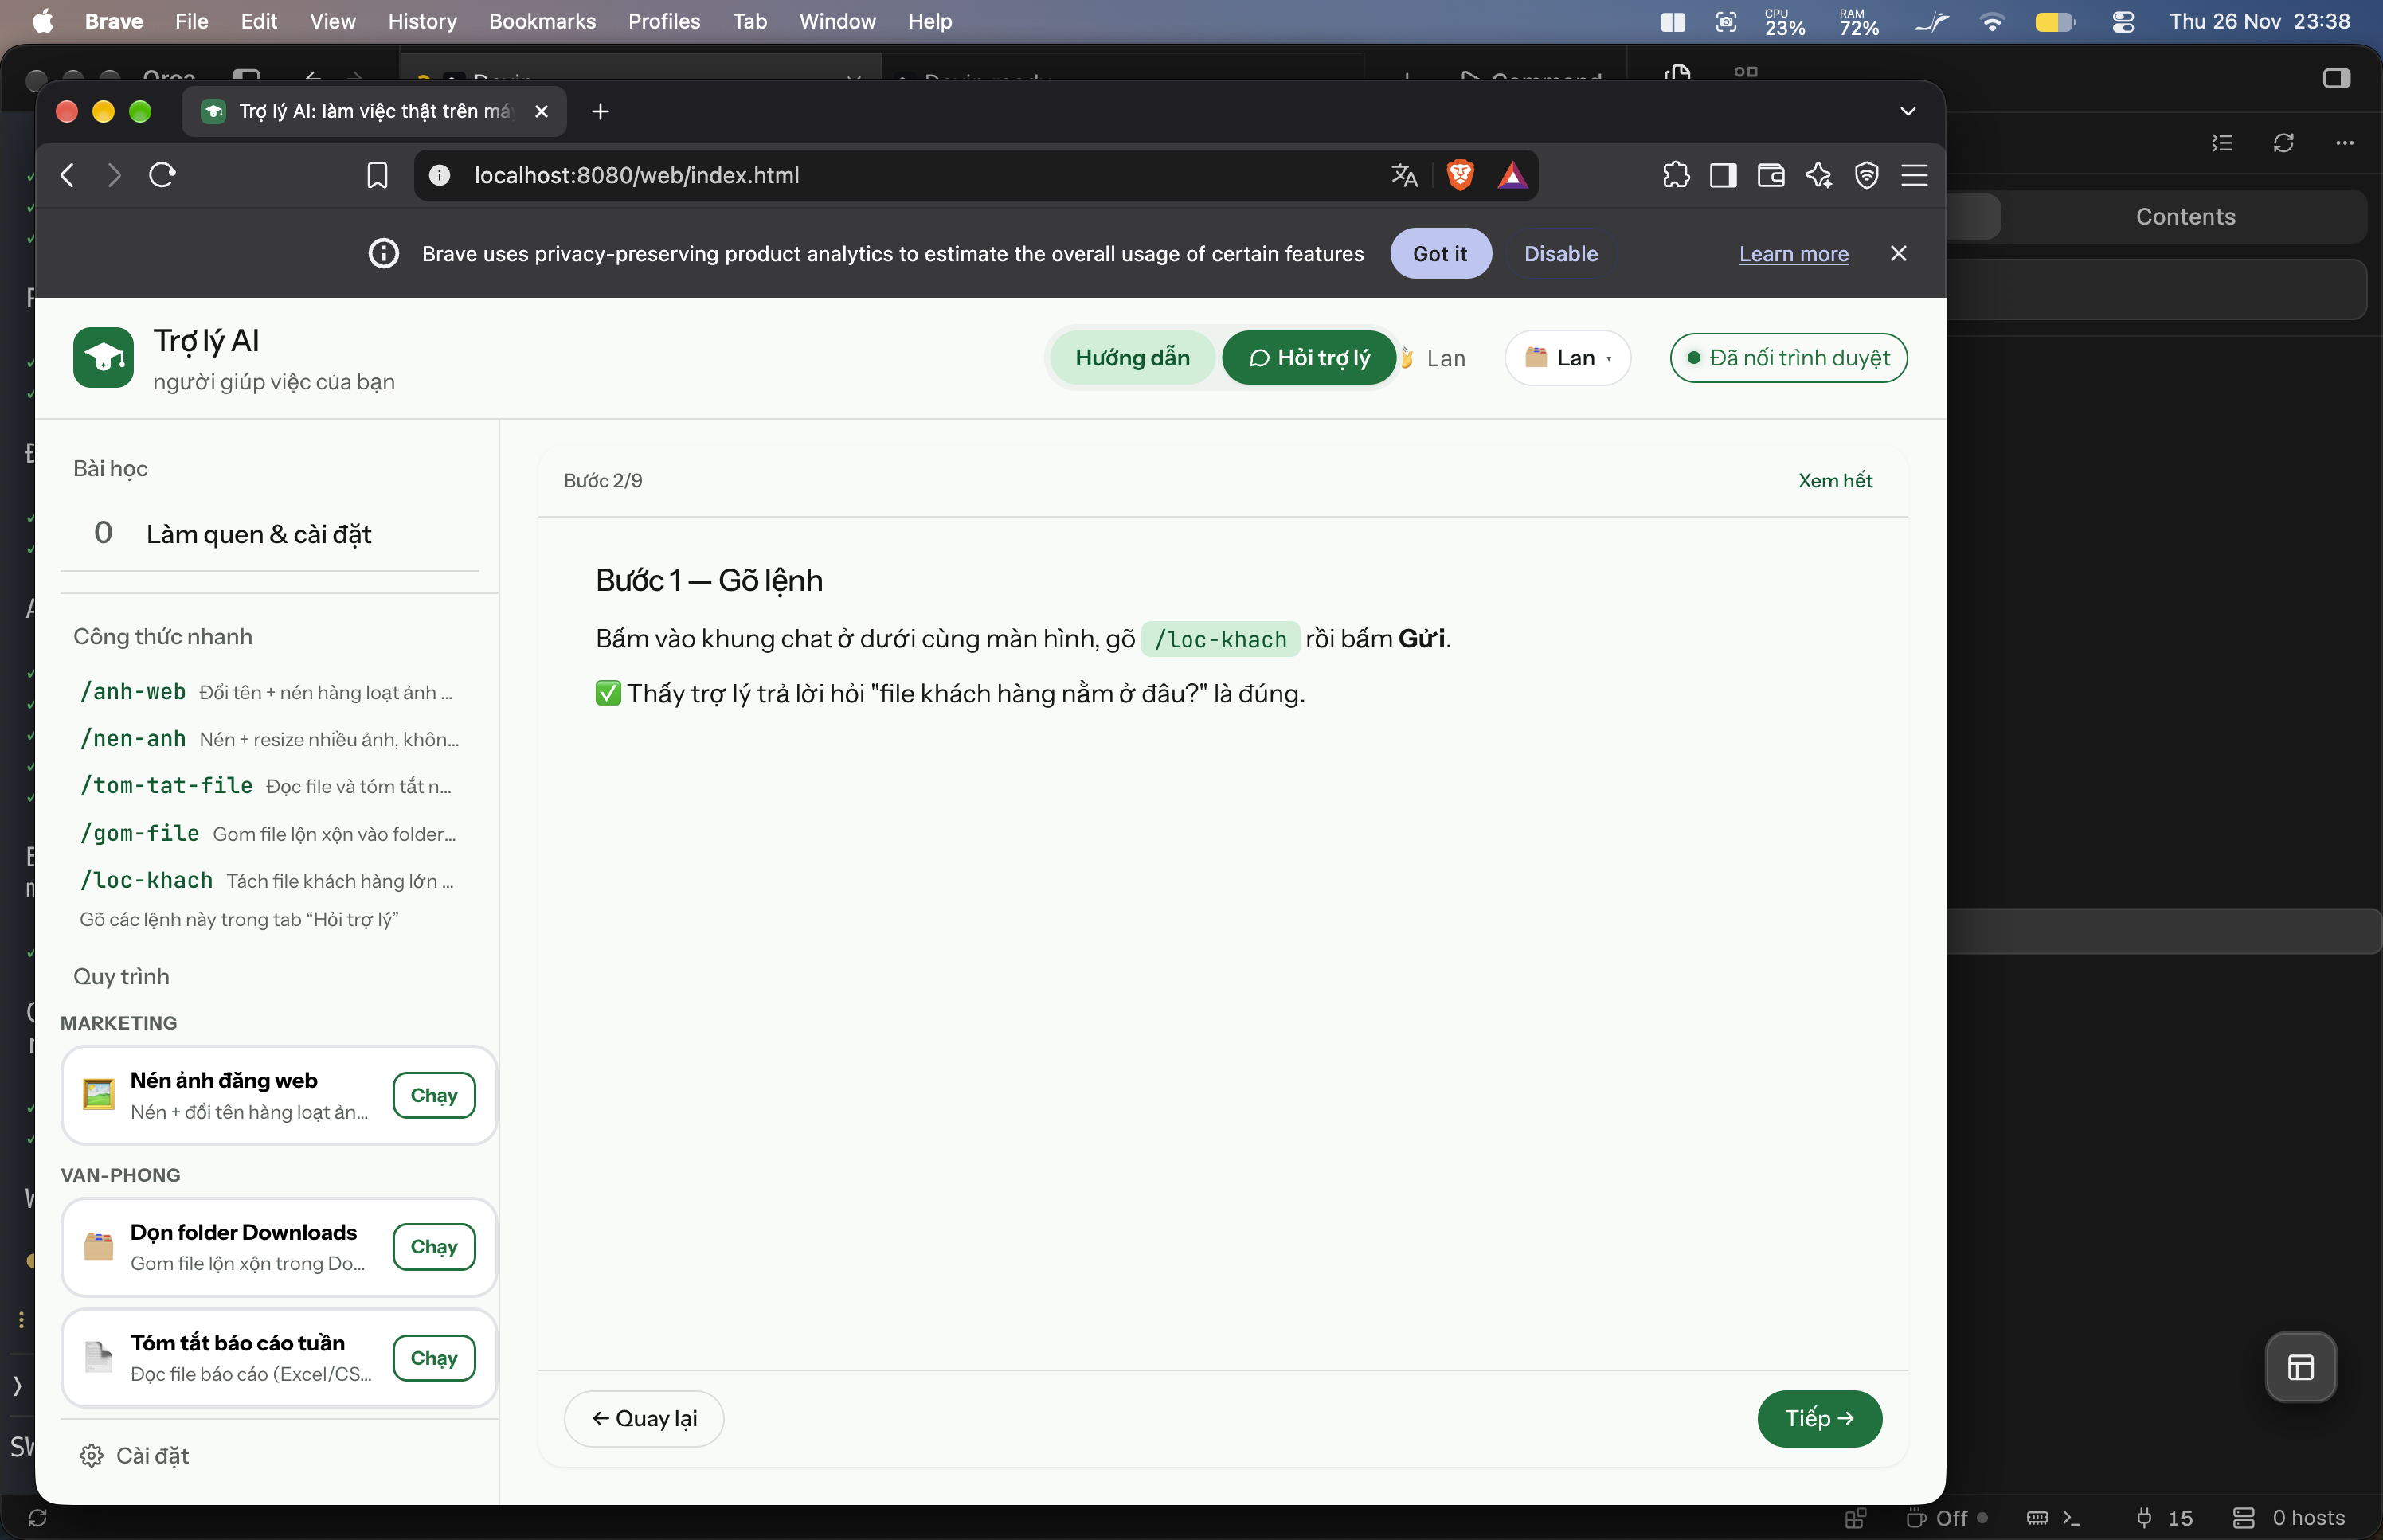 Brave File Edit View History Bookmarks Profiles Tab Window Help
CPU 23% RAM 72% Thu 26 Nov 23:38
Trợ lý AI: làm việc thật trên má
localhost:8080/web/index.html
Brave uses privacy-preserving product analytics to estimate the overall usage of certain features Got it Disable Learn more
Contents
Trợ lý AI
người giúp việc của bạn
Hướng dẫn Hỏi trợ lý Lan Lan Đã nối trình duyệt
Bài học
0 Làm quen & cài đặt
Công thức nhanh
/anh-web Đổi tên + nén hàng loạt ảnh ...
/nen-anh Nén + resize nhiều ảnh, khôn...
/tom-tat-file Đọc file và tóm tắt n...
/gom-file Gom file lộn xộn vào folder...
/loc-khach Tách file khách hàng lớn ...
Gõ các lệnh này trong tab “Hỏi trợ lý”
Quy trình
MARKETING
Nén ảnh đăng web
Nén + đổi tên hàng loạt ản...
Chạy
VAN-PHONG
Dọn folder Downloads
Gom file lộn xộn trong Do...
Chạy
Tóm tắt báo cáo tuần
Đọc file báo cáo (Excel/CS...
Chạy
Cài đặt
Bước 2/9 Xem hết
Bước 1 — Gõ lệnh
Bấm vào khung chat ở dưới cùng màn hình, gõ /loc-khach rồi bấm Gửi.
✅ Thấy trợ lý trả lời hỏi "file khách hàng nằm ở đâu?" là đúng.
← Quay lại Tiếp →
Off 15 0 hosts